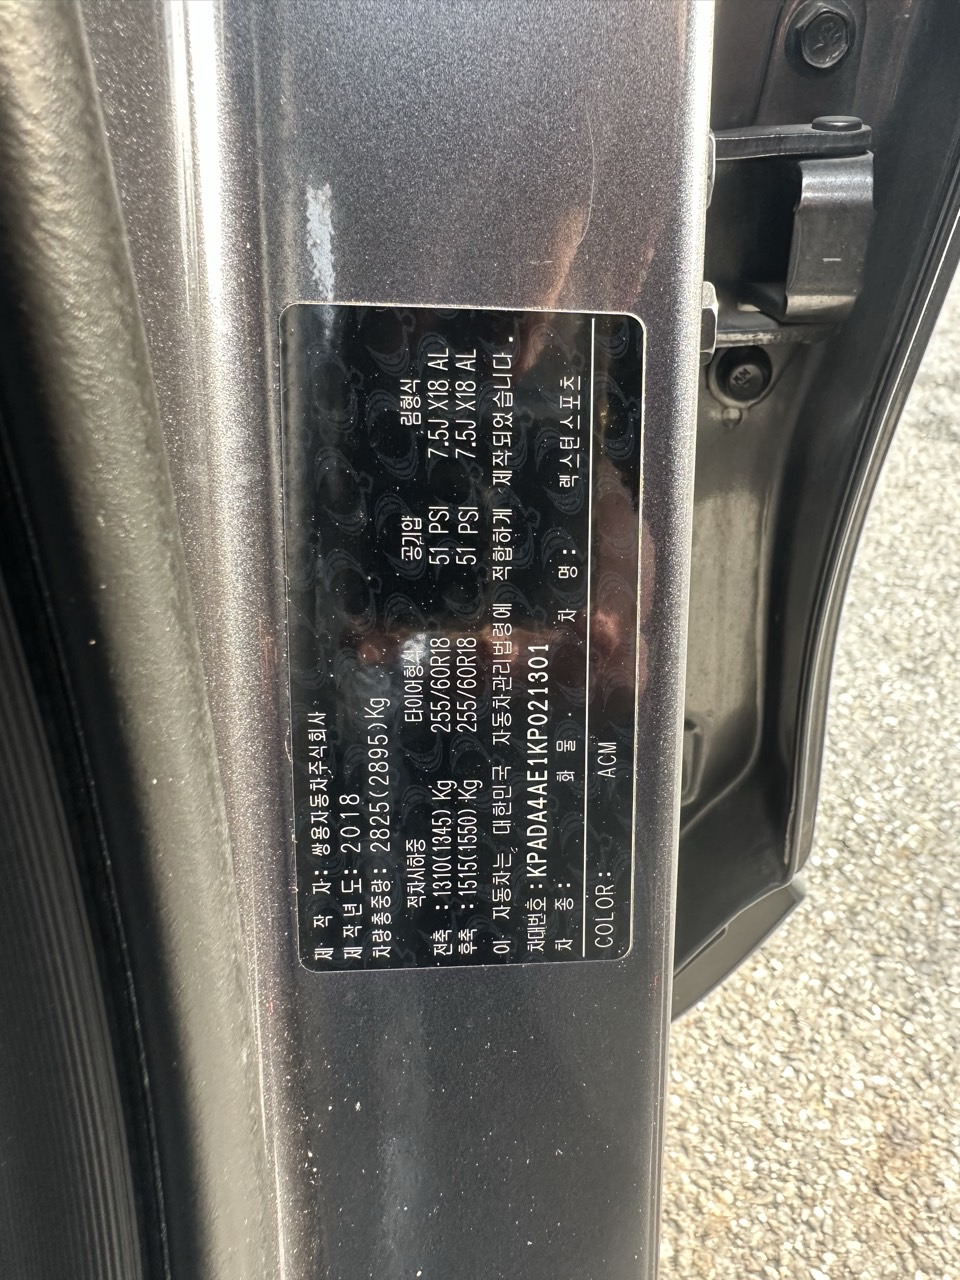 제 작 자: 쌍용자동차주식회사
제작년도: 2018
차량총중량: 2825(2895)Kg
적차시하중 타이어형식 공기압 림형식
전축 :1310(1345)Kg 255/60R18 51 PSI 7.5J X18 AL
후축 :1515(1550)Kg 255/60R18 51 PSI 7.5J X18 AL
이 자동차는, 대한민국 자동차관리법령에 적합하게 제작되었습니다.
차대번호:KPADA4AE1KP021301
차 종: 화 물. 차 명: 렉스턴스포츠
COLOR: ACM